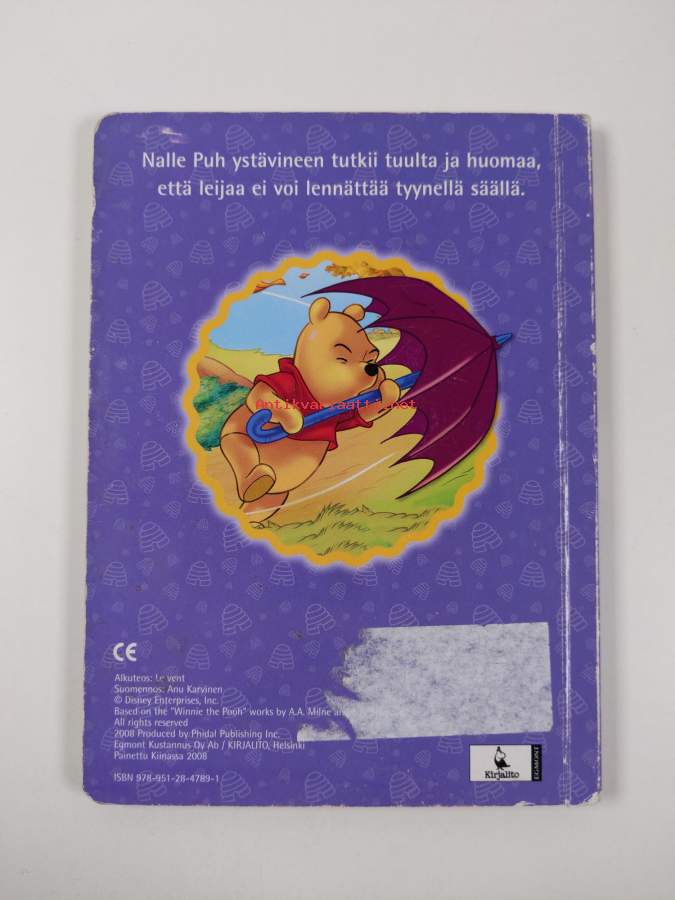 Nalle Puh ystävineen tutkii tuulta ja huomaa,
että leijaa ei voi lennättää tyynellä säällä.
Antikvariaatti.net
CE
Alkuteos: Le vent
Suomennos: Anu Karvinen
© Disney Enterprises, Inc.
Based on the "Winnie the Pooh" works by A.A. Milne
All rights reserved
2008 Produced by Phidal Publishing Inc.
Egmont Kustannus Oy Ab / KIRJALITO, Helsinki
Painettu Kiinassa 2008
ISBN 978-951-28-4789-1
Kirjalito
EGMONT